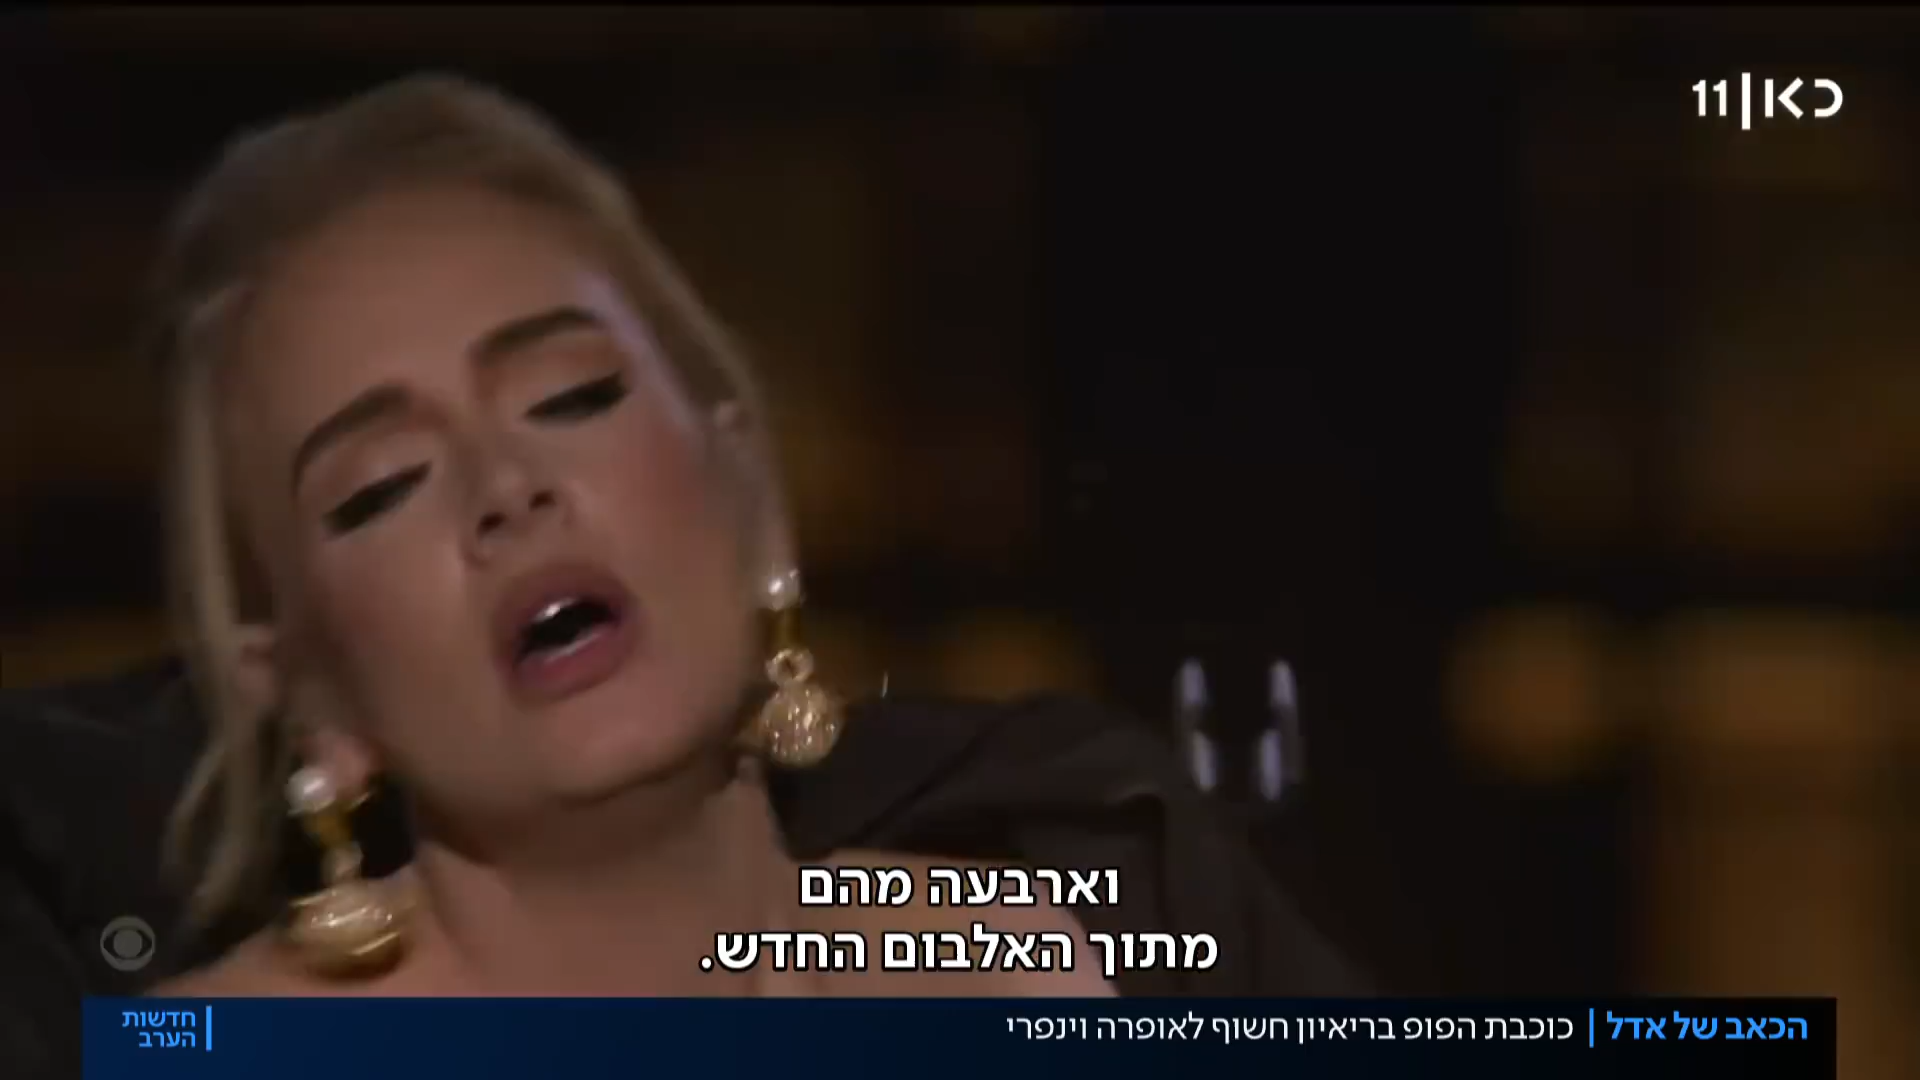 כאן|11
וארבעה מהם
מתוך האלבום החדש.
הכאב של אדל | כוכבת הפופ בריאיון חשוף לאופרה וינפרי
חדשות
הערב